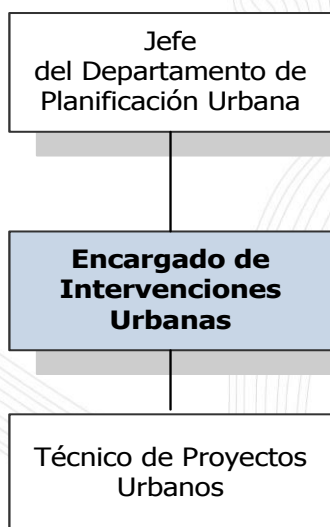 Jefe
del Departamento de
Planificación Urbana
Encargado de
Intervenciones
Urbanas
Técnico de Proyectos
Urbanos